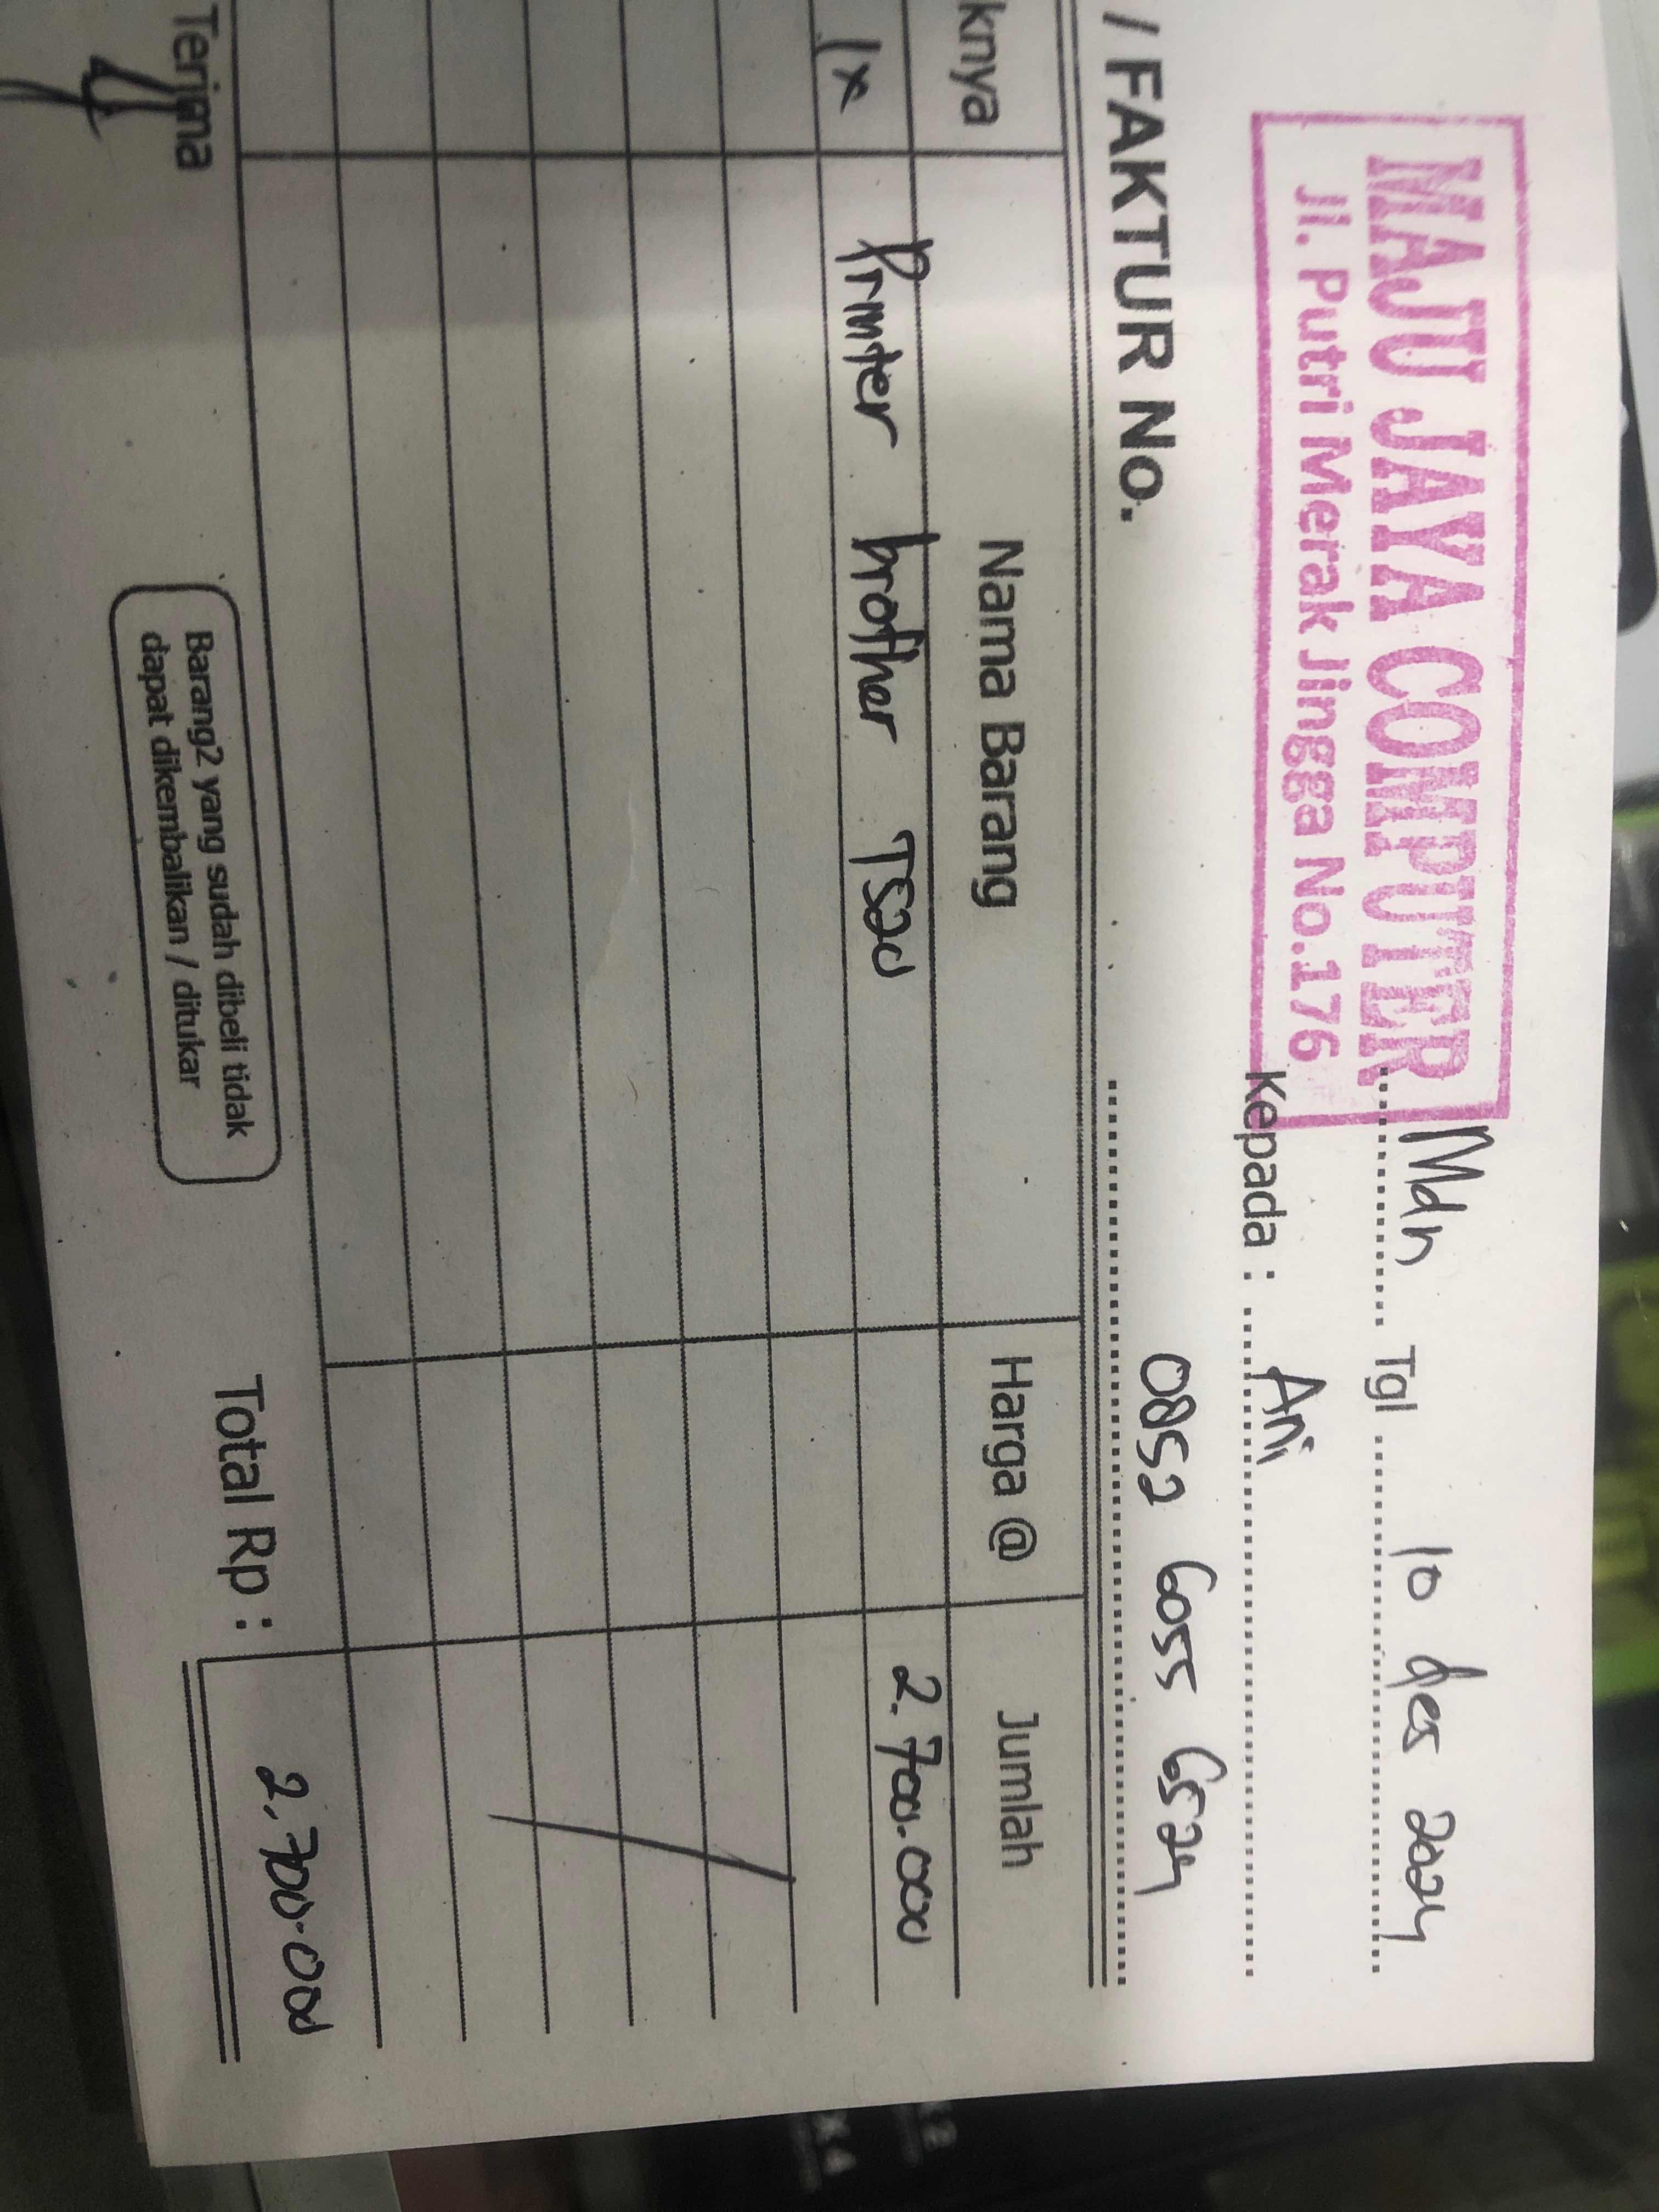 MAJU JAYA COMPUTER
Jl. Putri Merak Jingga No.176
Mdn Tgl 10 des 2024
Kepada : Ani
0852 6055 6524
/ FAKTUR No.
knya Nama Barang Harga @ Jumlah
1x Printer brother T520 2.700.000
Terima
Barang2 yang sudah dibeli tidak
dapat dikembalikan / ditukar
Total Rp : 2.700.000